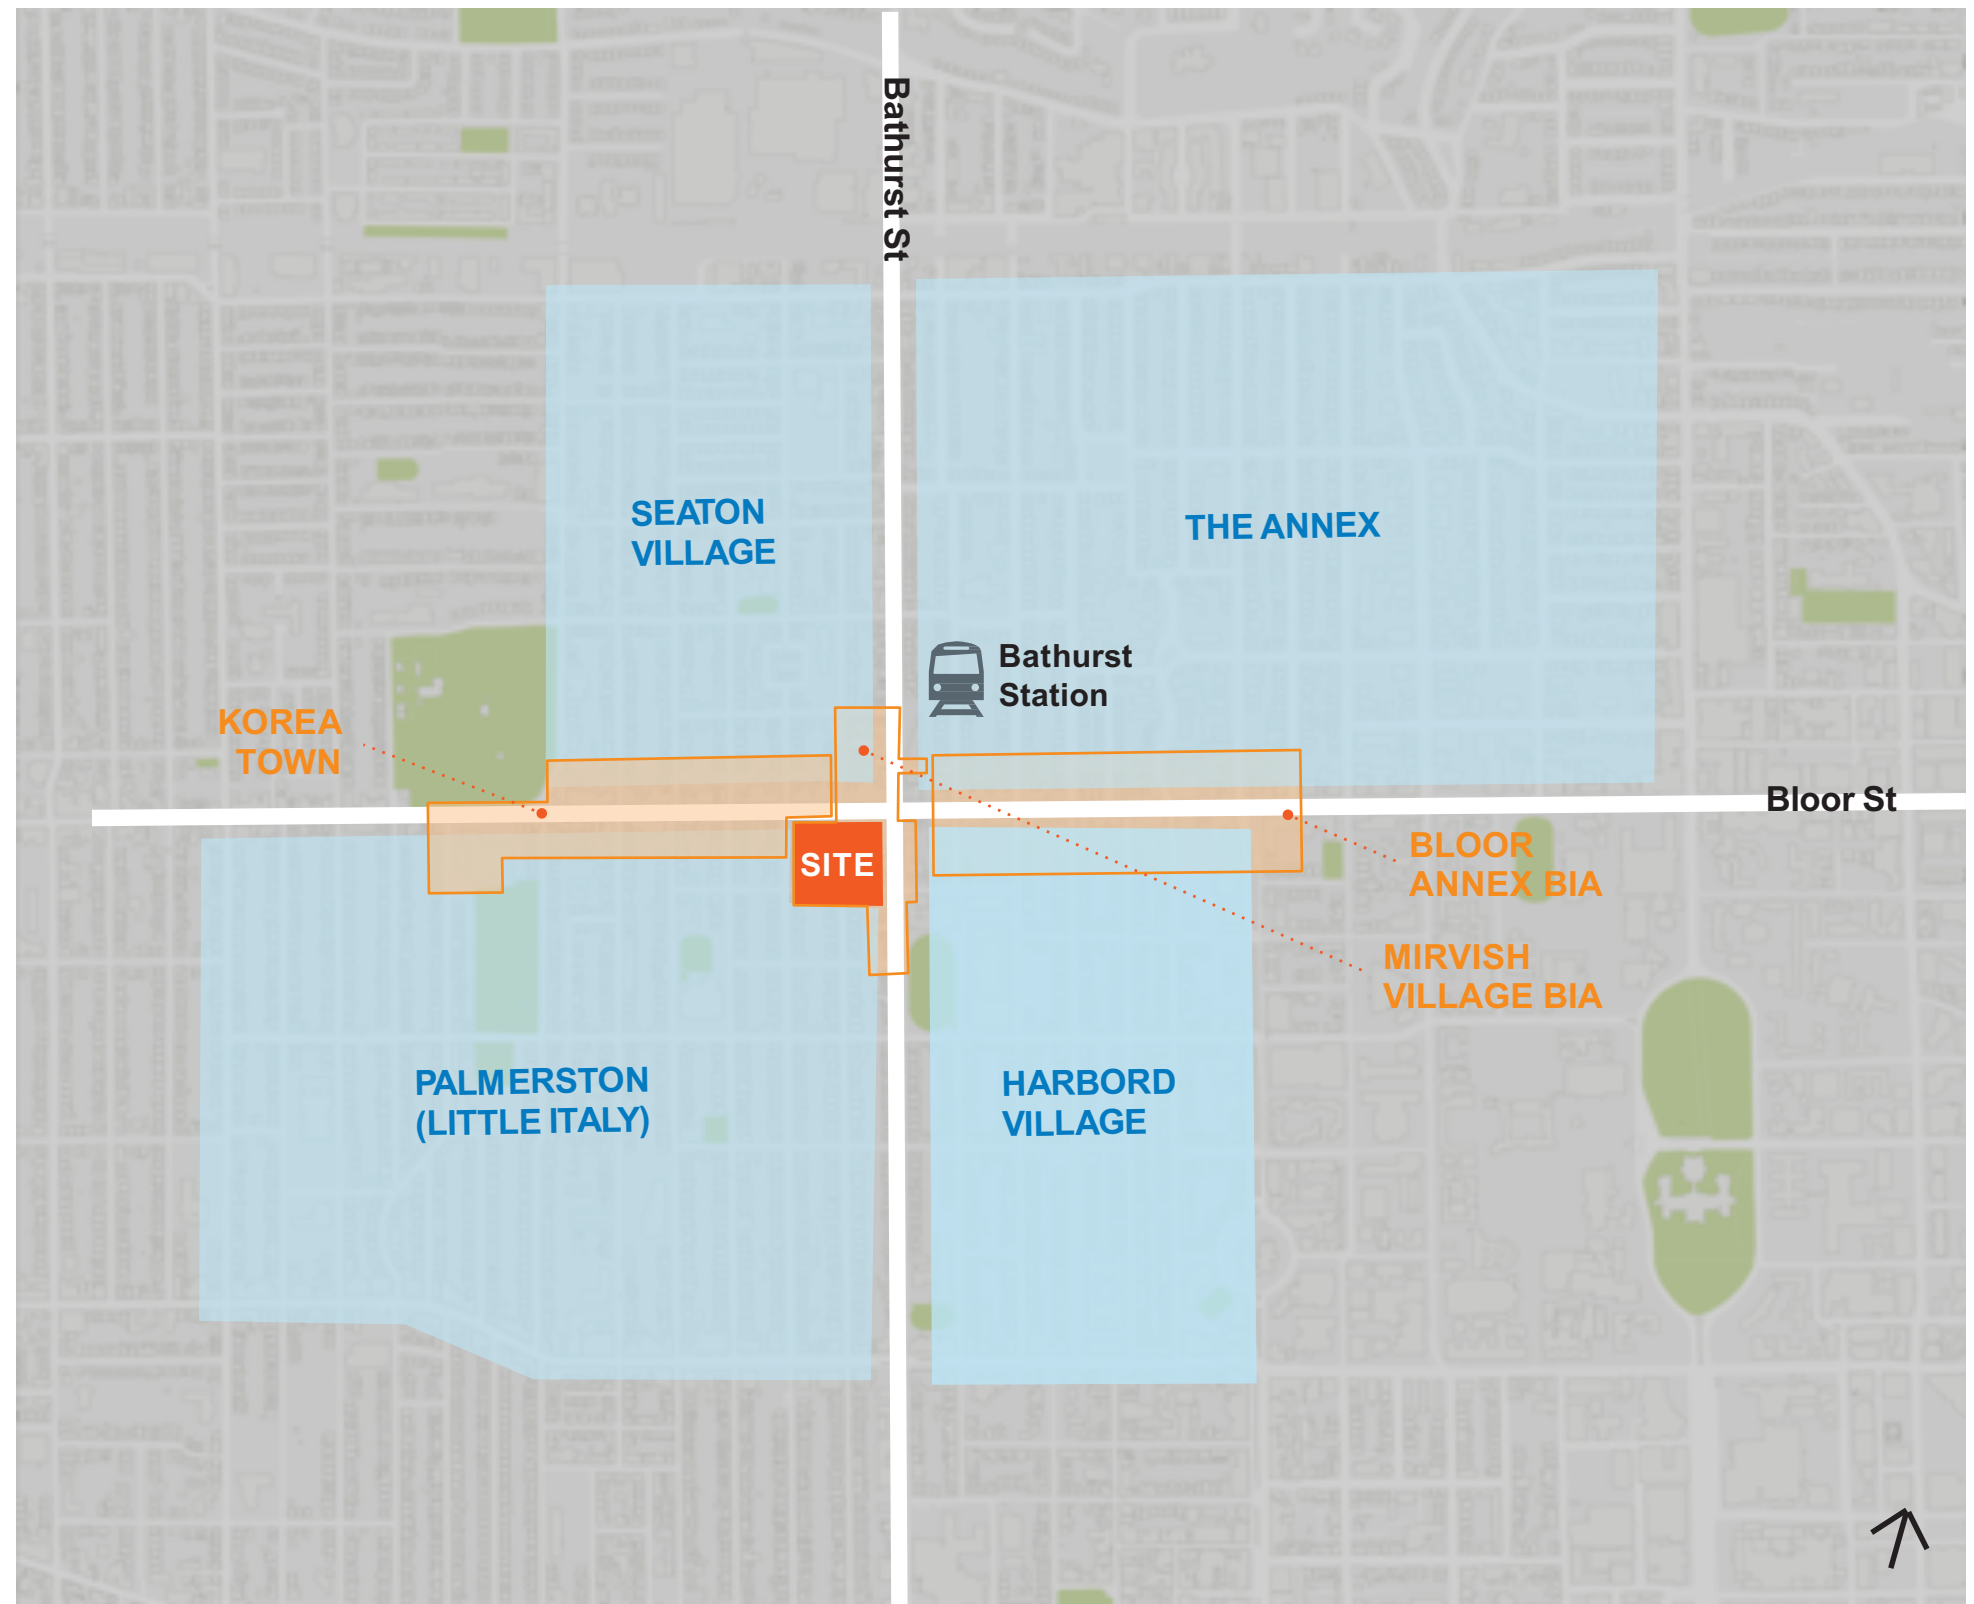 Bathurst St
SEATON
VILLAGE
THE ANNEX
Bathurst
Station
KOREA
TOWN
Bloor St
SITE
BLOOR
ANNEX BIA
MIRVISH
VILLAGE BIA
PALMERSTON
(LITTLE ITALY)
HARBORD
VILLAGE